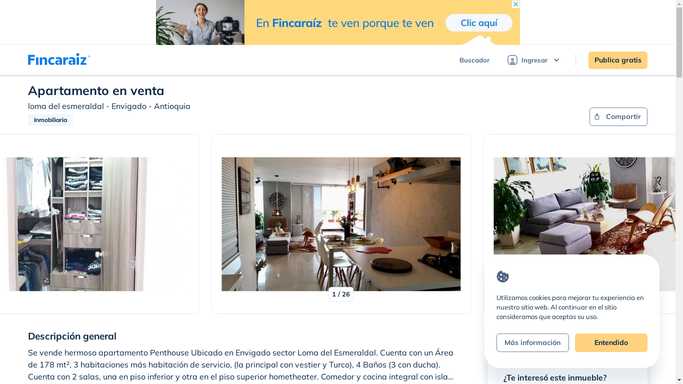 En Fincaraíz te ven porque te ven
Clic aquí
Fincaraiz
Buscador
Ingresar
Publica gratis
Apartamento en venta
loma del esmeraldal - Envigado - Antioquia
Inmobiliaria
Compartir
1 / 26
Utilizamos cookies para mejorar tu experiencia en
nuestro sitio web. Al continuar en el sitio
consideramos que aceptas su uso.
Más información
Entendido
Descripción general
Se vende hermoso apartamento Penthouse Ubicado en Envigado sector Loma del Esmeraldal. Cuenta con un Área
de 178 mt², 3 habitaciones más habitación de servicio, (la principal con vestier y Turco), 4 Baños (3 con ducha).
Cuenta con 2 salas, una en piso inferior y otra en el piso superior hometheater. Comedor y cocina integral con isla...
¿Te interesó este inmueble?